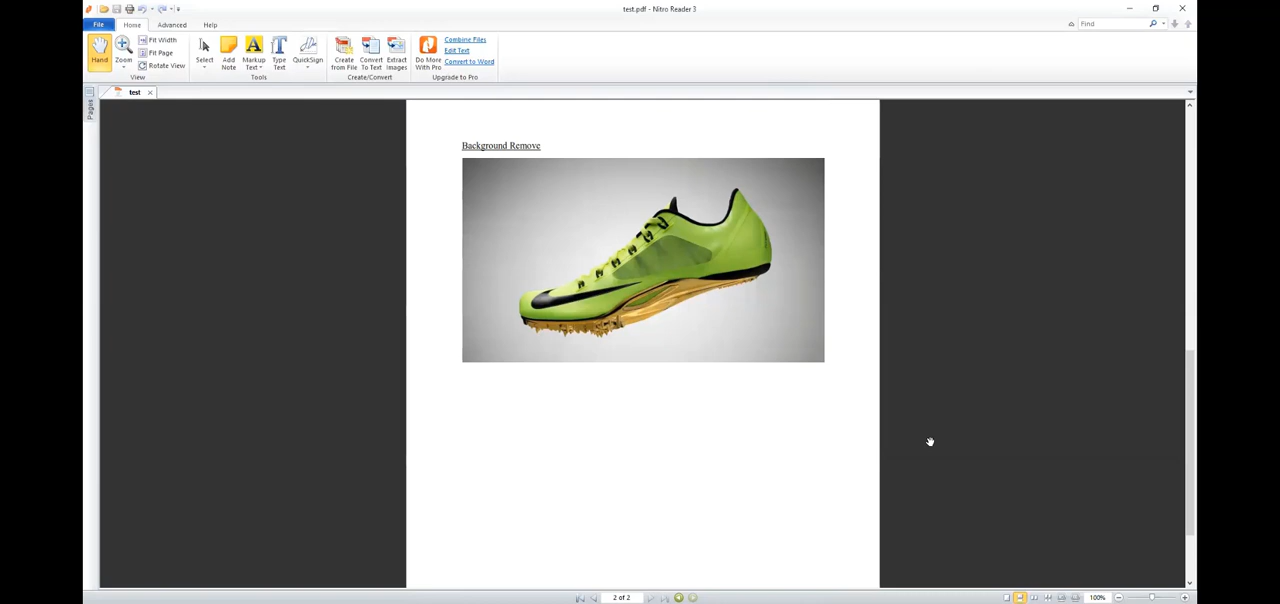 test.pdf - Nitro Reader 3
File Home Advanced Help
Find
Hand
Zoom
Fit Width
Fit Page
Rotate View
View
Select
Add Note
Markup Text
Type Text
QuickSign
Tools
Create from File
Convert To Text
Extract Images
Create/Convert
Do More With Pro
Combine Files
Edit Text
Convert to Word
Upgrade to Pro
test
Pages
Background Remove
2 of 2
100%